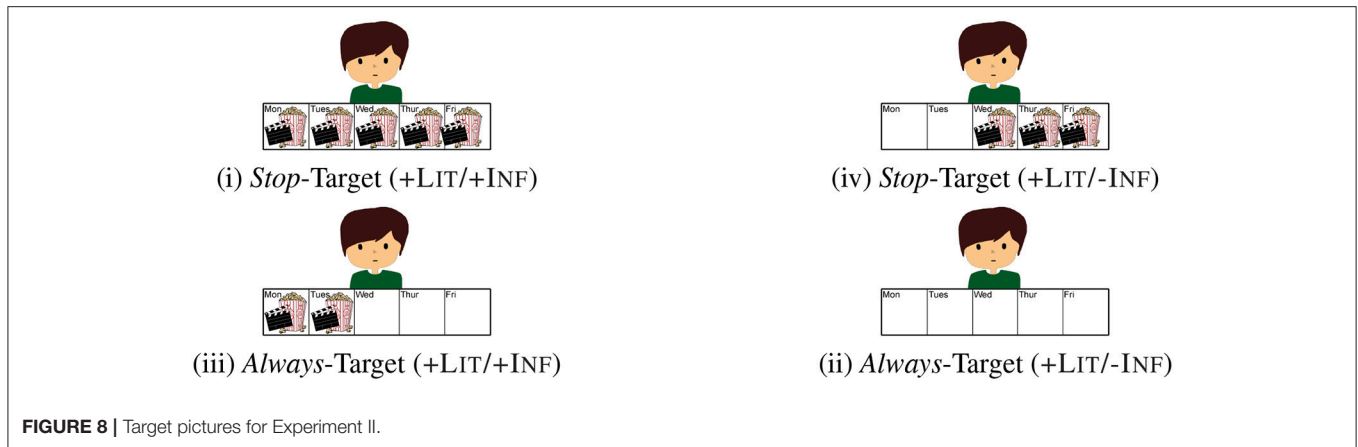 Mon Tues Wed Thur Fri
(i) Stop-Target (+LIT/+INF)
Mon Tues Wed Thur Fri
(iv) Stop-Target (+LIT/-INF)
Mon Tues Wed Thur Fri
(iii) Always-Target (+LIT/+INF)
Mon Tues Wed Thur Fri
(ii) Always-Target (+LIT/-INF)
FIGURE 8 | Target pictures for Experiment II.